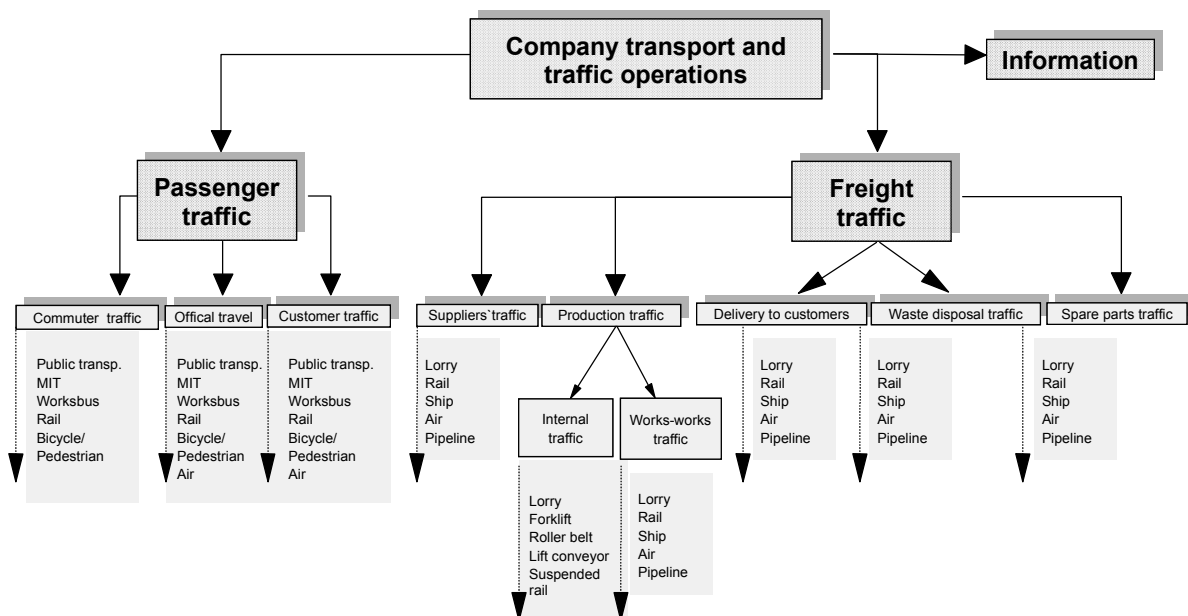 Company transport and
traffic operations
Information
Passenger
traffic
Freight
traffic
Commuter traffic
Offical travel
Customer traffic
Suppliers`traffic
Production traffic
Delivery to customers
Waste disposal traffic
Spare parts traffic
Public transp.
MIT
Worksbus
Rail
Bicycle/
Pedestrian
Public transp.
MIT
Worksbus
Rail
Bicycle/
Pedestrian
Air
Public transp.
MIT
Worksbus
Rail
Bicycle/
Pedestrian
Air
Lorry
Rail
Ship
Air
Pipeline
Internal
traffic
Works-works
traffic
Lorry
Forklift
Roller belt
Lift conveyor
Suspended
rail
Lorry
Rail
Ship
Air
Pipeline
Lorry
Rail
Ship
Air
Pipeline
Lorry
Rail
Ship
Air
Pipeline
Lorry
Rail
Ship
Air
Pipeline